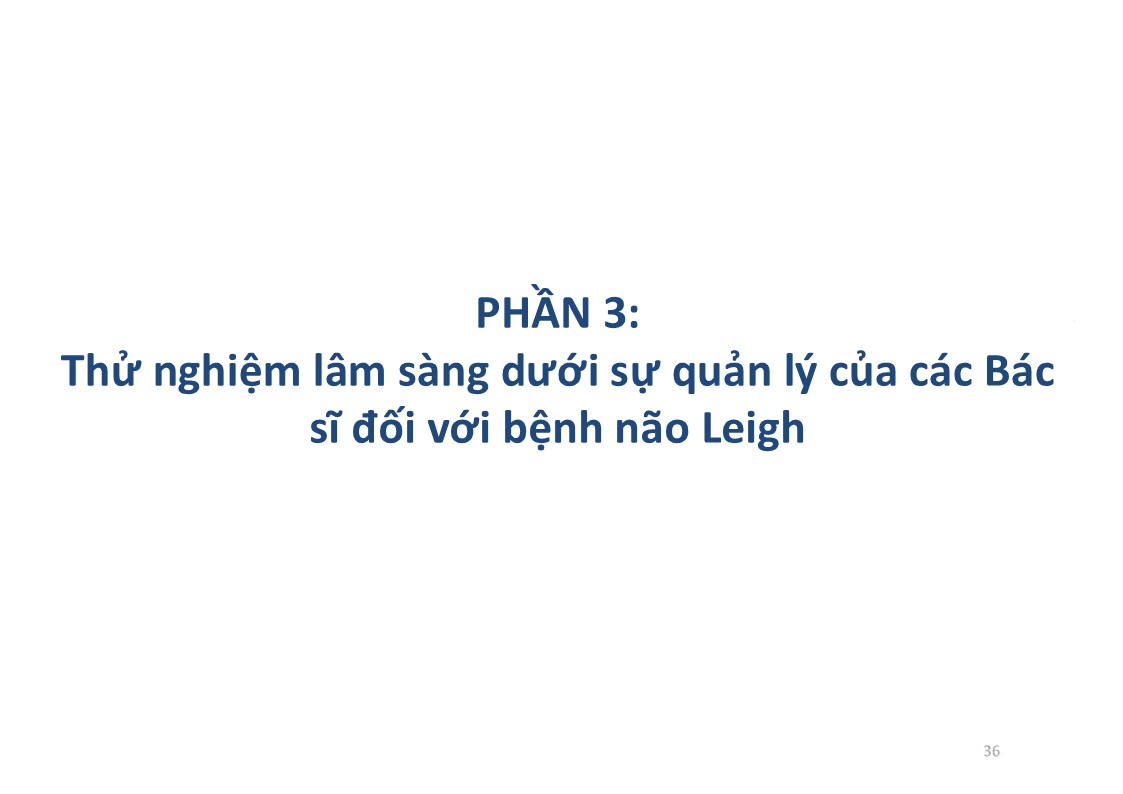 PHẦN 3:
Thử nghiệm lâm sàng dưới sự quản lý của các Bác
sĩ đối với bệnh não Leigh
36